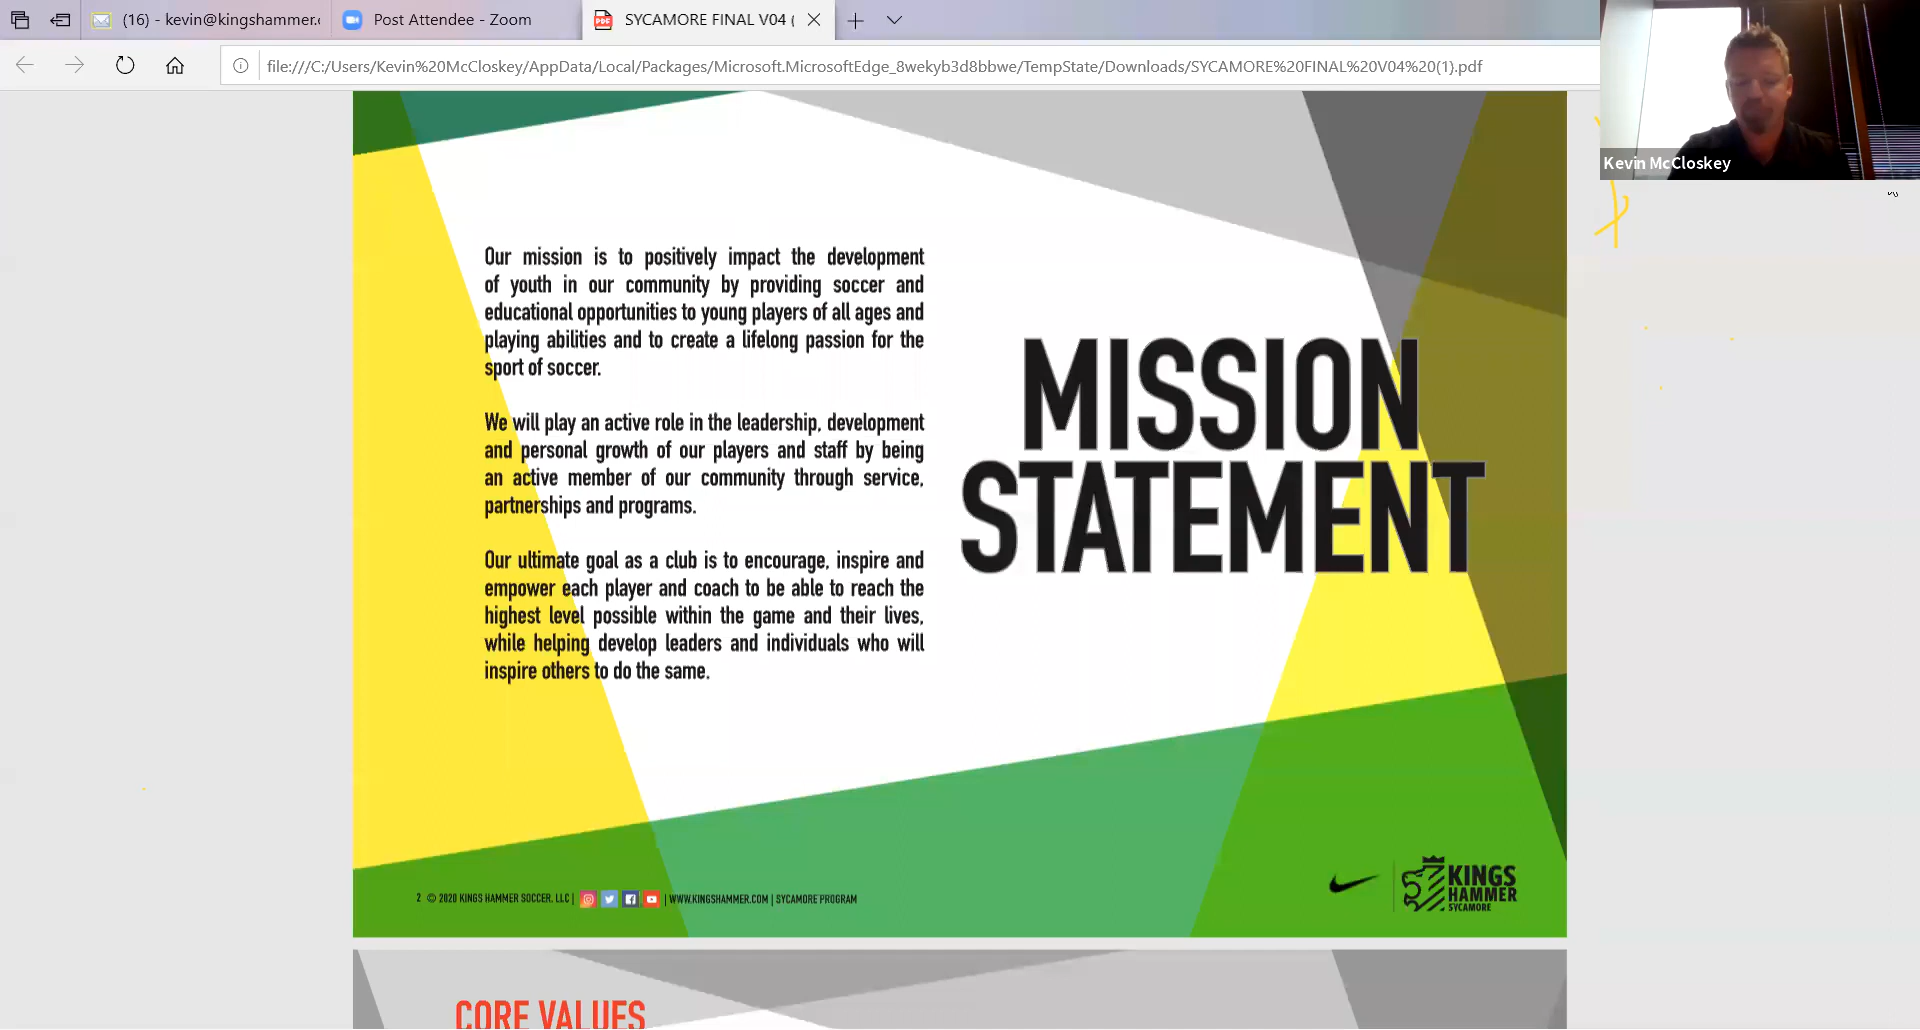 (16) - kevin@kingshammer.c
Post Attendee - Zoom
SYCAMORE FINAL V04 (
file:///C:/Users/Kevin%20McCloskey/AppData/Local/Packages/Microsoft.MicrosoftEdge_8wekyb3d8bbwe/TempState/Downloads/SYCAMORE%20FINAL%20V04%20(1).pdf
Kevin McCloskey
Our mission is to positively impact the development
of youth in our community by providing soccer and
educational opportunities to young players of all ages and
playing abilities and to create a lifelong passion for the
sport of soccer.
We will play an active role in the leadership, development
and personal growth of our players and staff by being
an active member of our community through service,
partnerships and programs.
Our ultimate goal as a club is to encourage, inspire and
empower each player and coach to be able to reach the
highest level possible within the game and their lives,
while helping develop leaders and individuals who will
inspire others to do the same.
MISSION
STATEMENT
2 © 2020 KINGS HAMMER SOCCER, LLC | | WWW.KINGSHAMMER.COM | SYCAMORE PROGRAM
KINGS
HAMMER
SYCAMORE
CORE VALUES